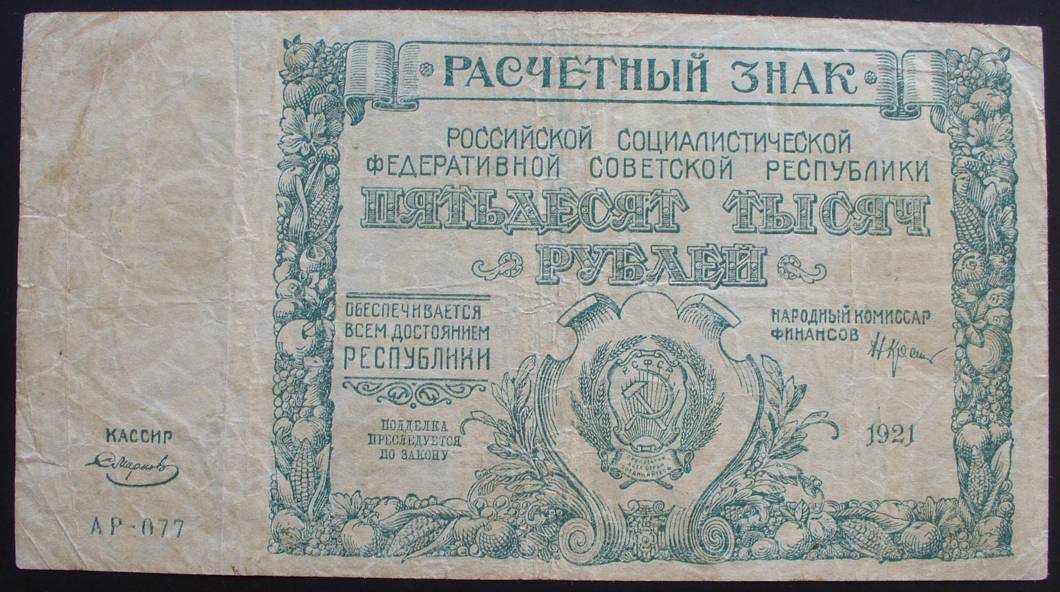 РАСЧЕТНЫЙ ЗНАК
РОССИЙСКОЙ СОЦИАЛИСТИЧЕСКОЙ
ФЕДЕРАТИВНОЙ СОВЕТСКОЙ РЕСПУБЛИКИ
ПЯТЬДЕСЯТ ТЫСЯЧ
РУБЛЕЙ
ОБЕСПЕЧИВАЕТСЯ
ВСЕМ ДОСТОЯНИЕМ
РЕСПУБЛИКИ
НАРОДНЫЙ КОМИССАР
ФИНАНСОВ
РСФСР
ПОДДЕЛКА
ПРЕСЛЕДУЕТСЯ
ПО ЗАКОНУ
1921
КАССИР
АР-077